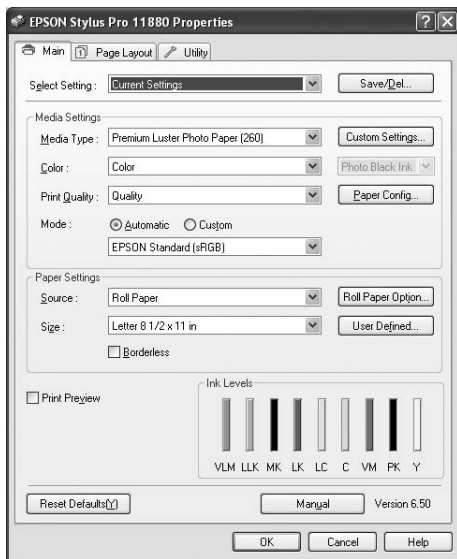 EPSON Stylus Pro 11880 Properties
Main Page Layout Utility
Select Setting : Current Settings Save/Del...
Media Settings
Media Type : Premium Luster Photo Paper (260) Custom Settings...
Color : Color Photo Black Ink
Print Quality : Quality Paper Config...
Mode : Automatic Custom
EPSON Standard (sRGB)
Paper Settings
Source : Roll Paper Roll Paper Option...
Size : Letter 8 1/2 x 11 in User Defined...
Borderless
Print Preview
Ink Levels
VLM LLK MK LK LC C VM PK Y
Reset Defaults(Y) Manual Version 6.50
OK Cancel Help